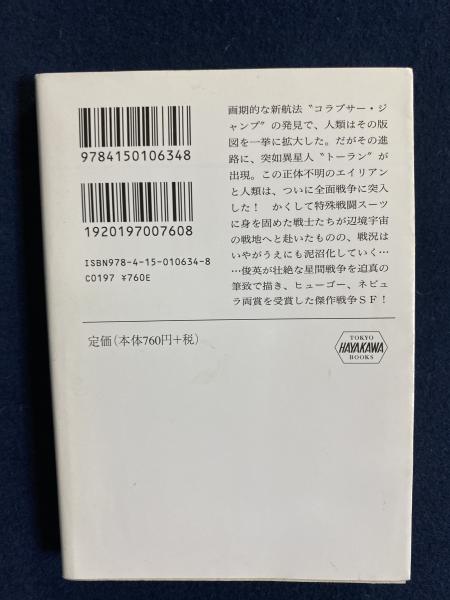 9784150106348
1920197007608
ISBN978-4-15-010634-8
C0197 ¥760E
定価(本体760円+税)
画期的な新航法〝コラプサー・ジ
ャンプ〟の発見で、人類はその版
図を一挙に拡大した。だがその進
路に、突如異星人〝トーラン〟が
出現。この正体不明のエイリアン
と人類は、ついに全面戦争に突入
した! かくして特殊戦闘スーツ
に身を固めた戦士たちが辺境宇宙
の戦地へと赴いたものの、戦況は
いやがうえにも泥沼化していく…
…俊英が壮絶な星間戦争を迫真の
筆致で描き、ヒューゴー、ネビュ
ラ両賞を受賞した傑作戦争SF!
TOKYO
HAYAKAWA
BOOKS